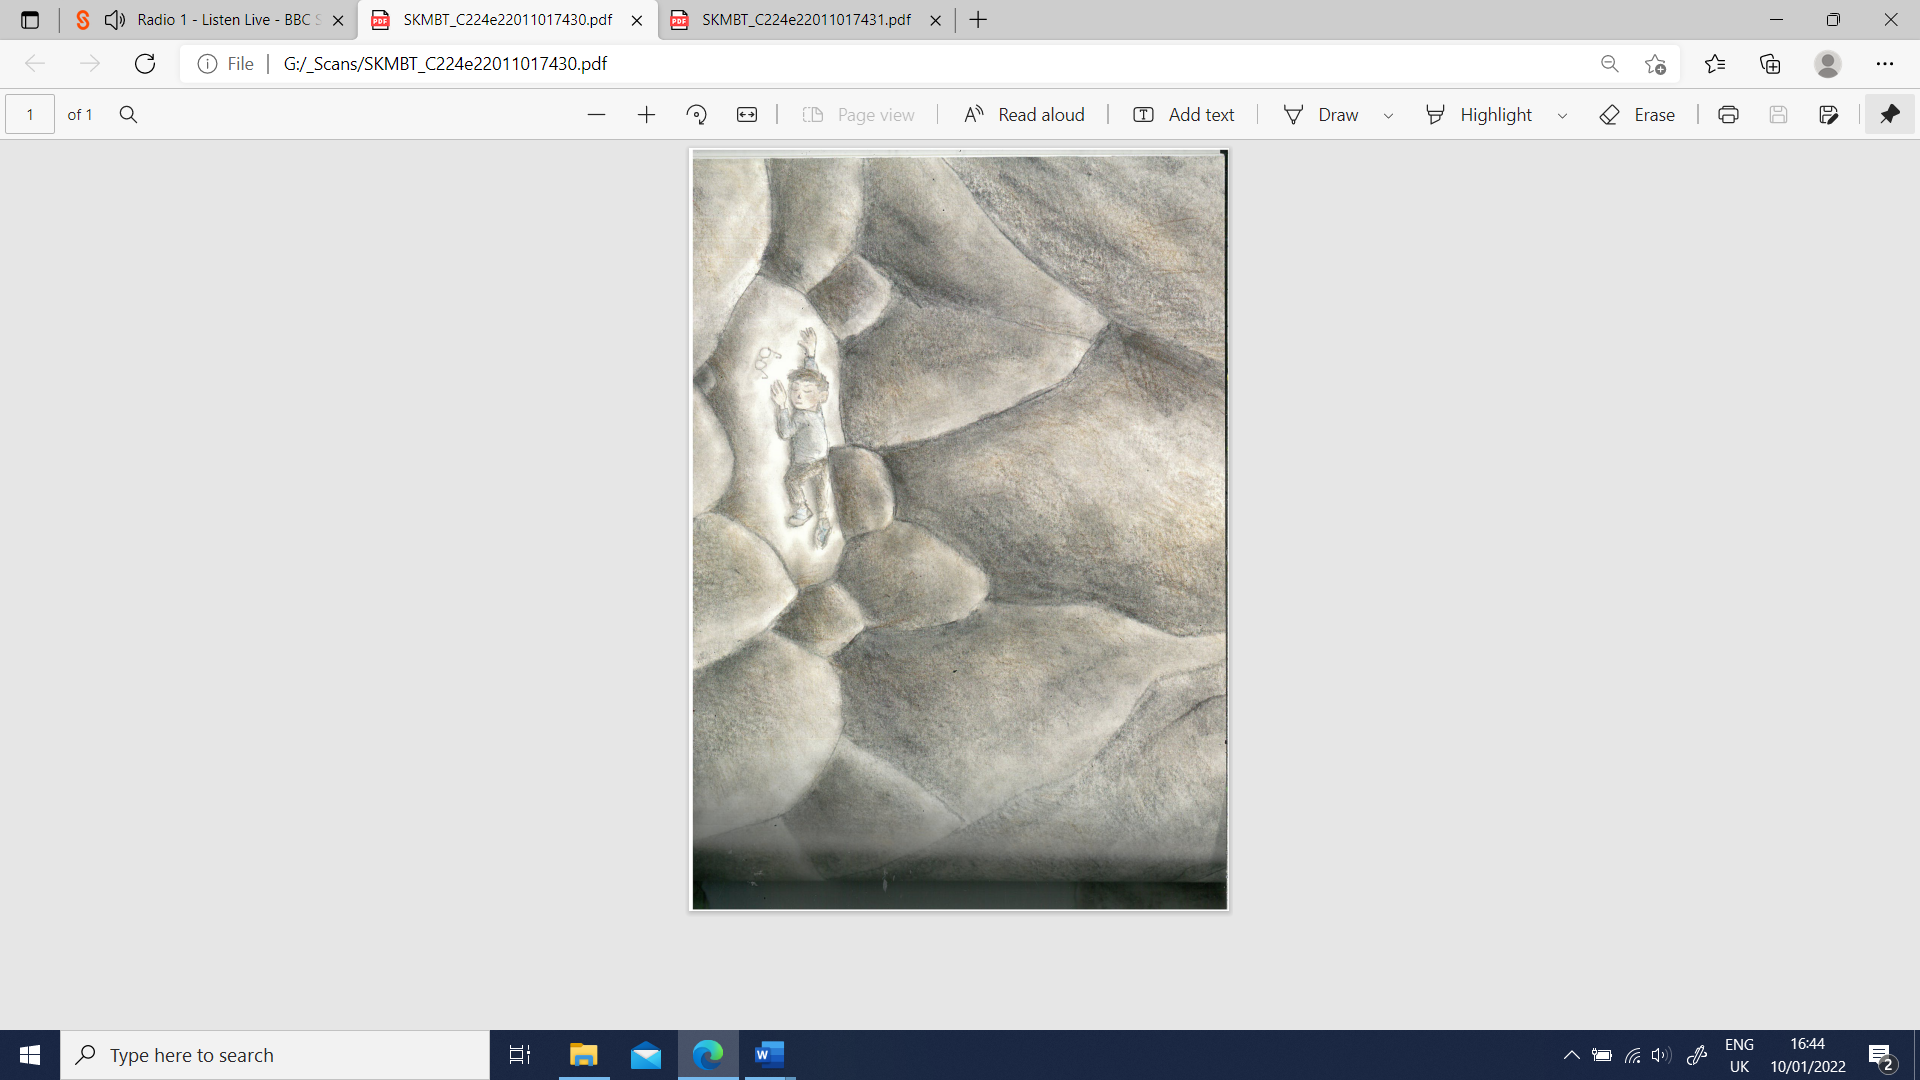 Radio 1 - Listen Live - BBC S
SKMBT_C224e22011017430.pdf
SKMBT_C224e22011017431.pdf
File
G:/_Scans/SKMBT_C224e22011017430.pdf
1 of 1
Page view
Read aloud
Add text
Draw
Highlight
Erase
Type here to search
ENG
UK
16:44
10/01/2022
2